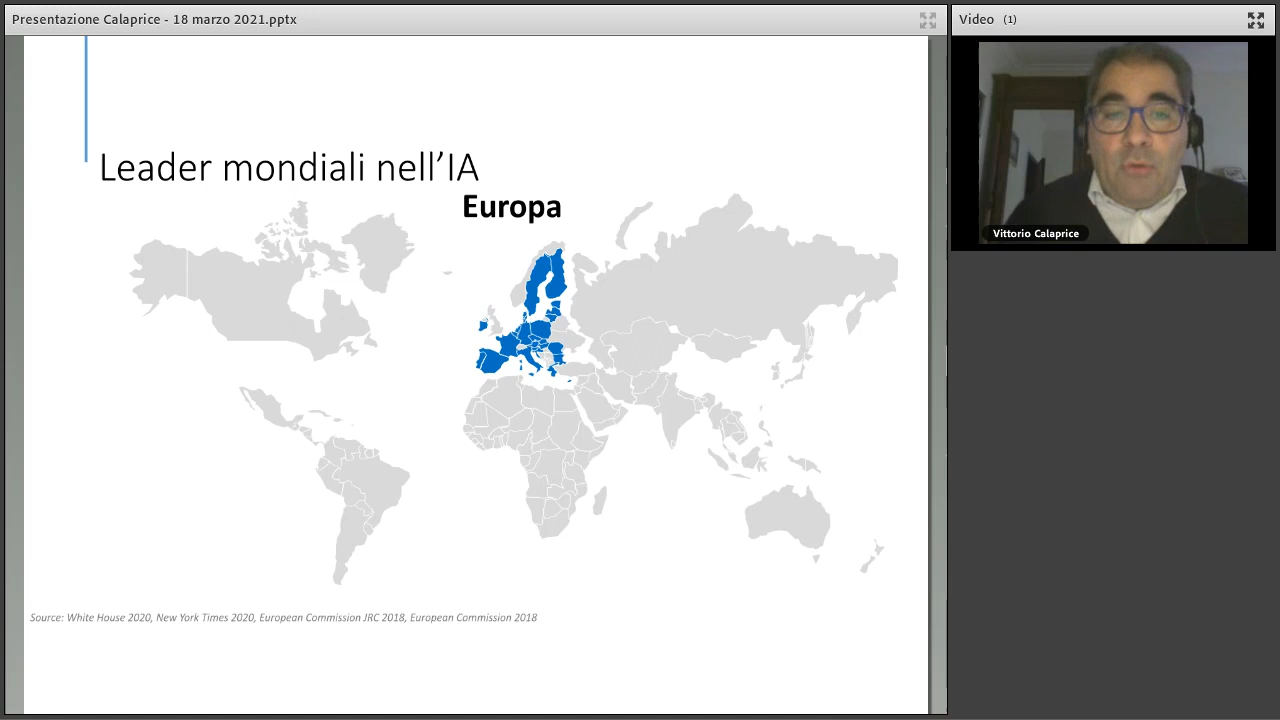 Presentazione Calaprice - 18 marzo 2021.pptx
Video (1)
Leader mondiali nell’IA
Europa
Vittorio Calaprice
Source: White House 2020, New York Times 2020, European Commission JRC 2018, European Commission 2018